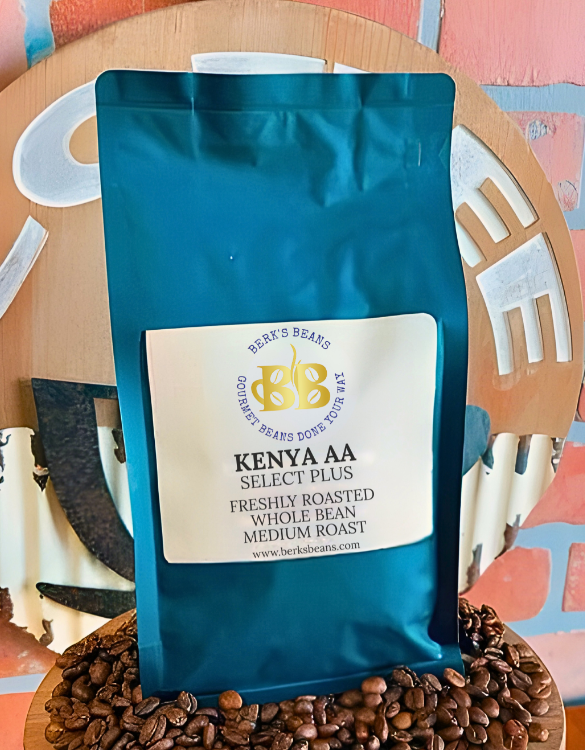 BERK'S BEANS
BB
GOURMET BEANS DONE YOUR WAY
KENYA AA
SELECT PLUS
FRESHLY ROASTED
WHOLE BEAN
MEDIUM ROAST
www.berksbeans.com
EE